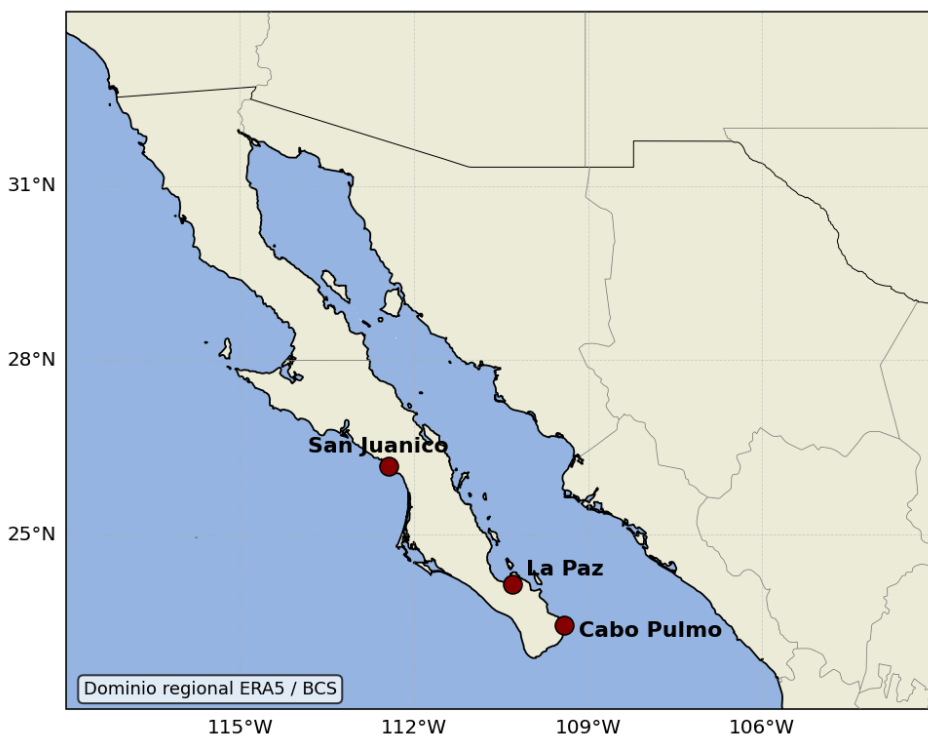 31°N
28°N
San Juanico
25°N
La Paz
Cabo Pulmo
Dominio regional ERA5 / BCS
115°W 112°W 109°W 106°W